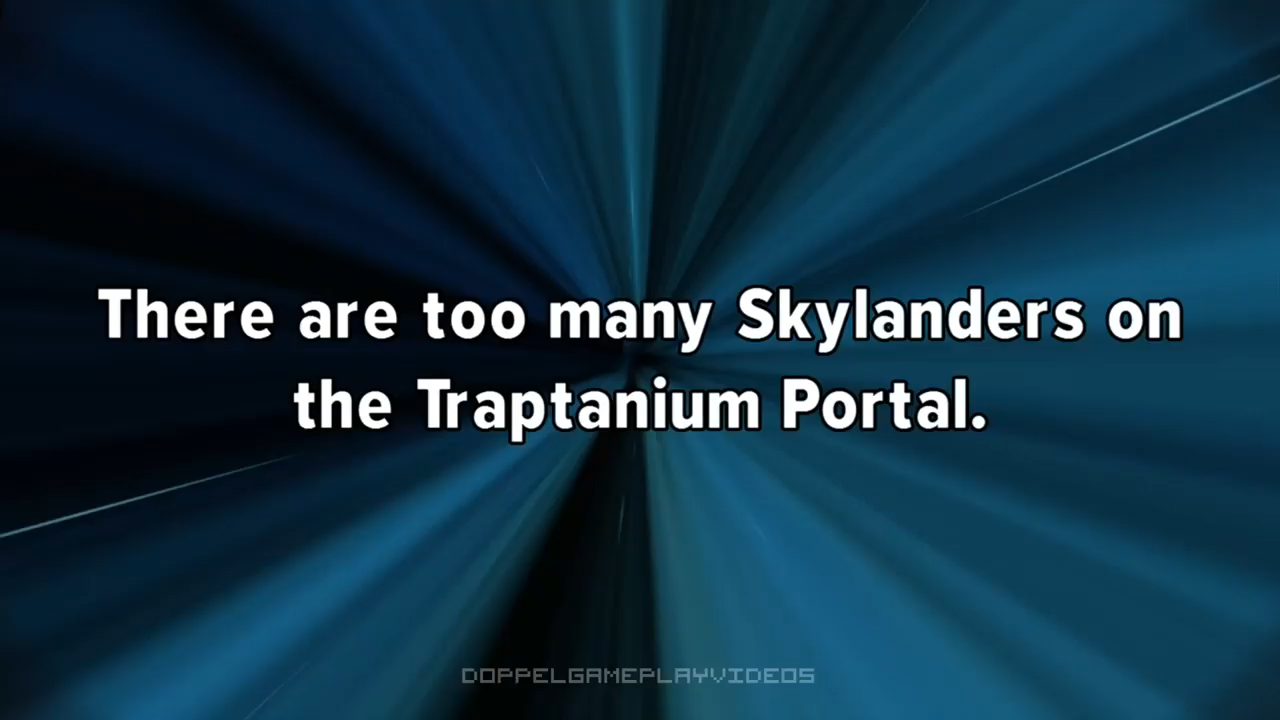 There are too many Skylanders on
the Traptanium Portal.
DOPPELGAMEPLAYVIDEOS